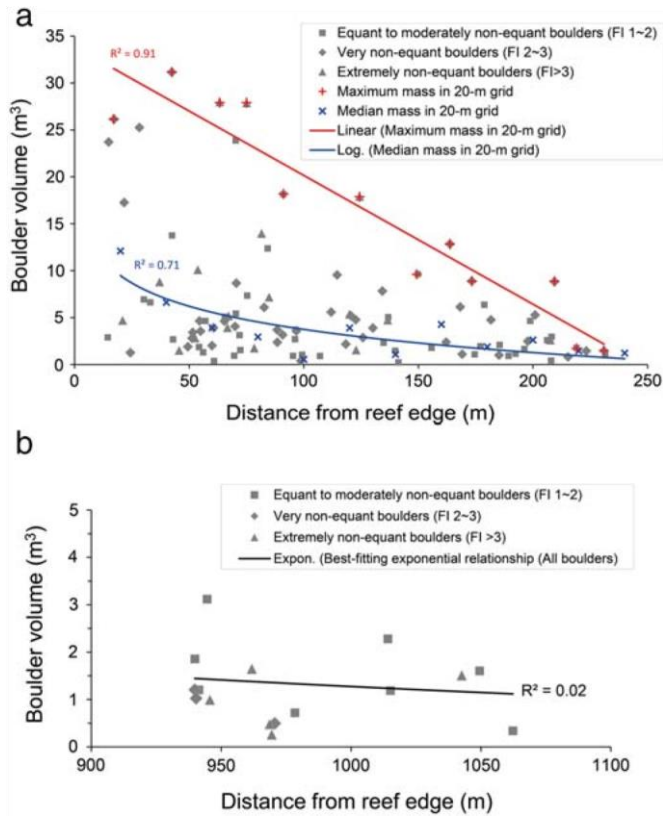 a
R² = 0.91
Equant to moderately non-equant boulders (FI 1~2)
Very non-equant boulders (FI 2~3)
Extremely non-equant boulders (FI>3)
Maximum mass in 20-m grid
Median mass in 20-m grid
Linear (Maximum mass in 20-m grid)
Log. (Median mass in 20-m grid)
R² = 0.71
Boulder volume (m³)
35
30
25
20
15
10
5
0
0 50 100 150 200 250
Distance from reef edge (m)
b
Equant to moderately non-equant boulders (FI 1~2)
Very non-equant boulders (FI 2~3)
Extremely non-equant boulders (FI >3)
Expon. (Best-fitting exponential relationship (All boulders)
Boulder volume (m³)
5
4
3
2
1
0
R² = 0.02
900 950 1000 1050 1100
Distance from reef edge (m)